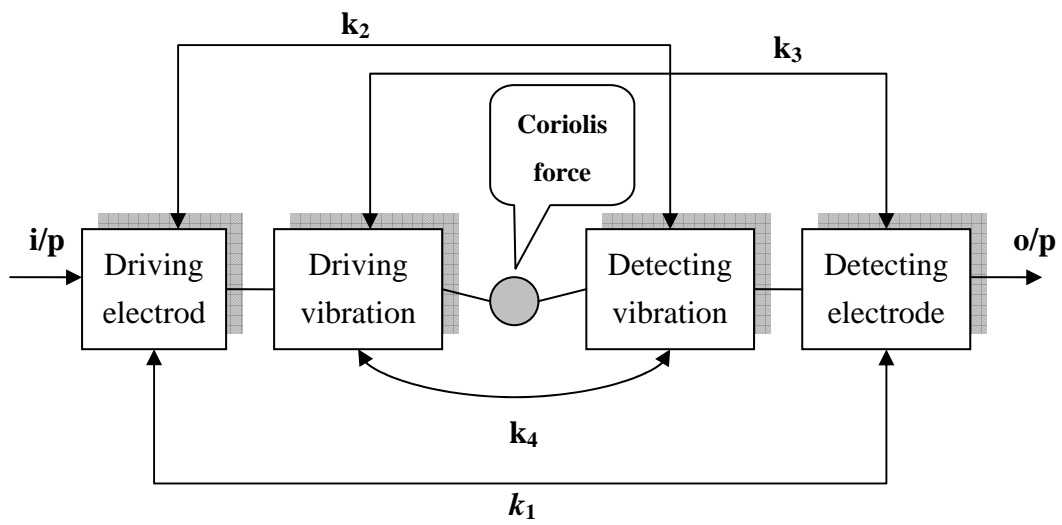 k₂
k₃
Coriolis
force
i/p
Driving
electrod
Driving
vibration
Detecting
vibration
Detecting
electrode
o/p
k₄
k₁